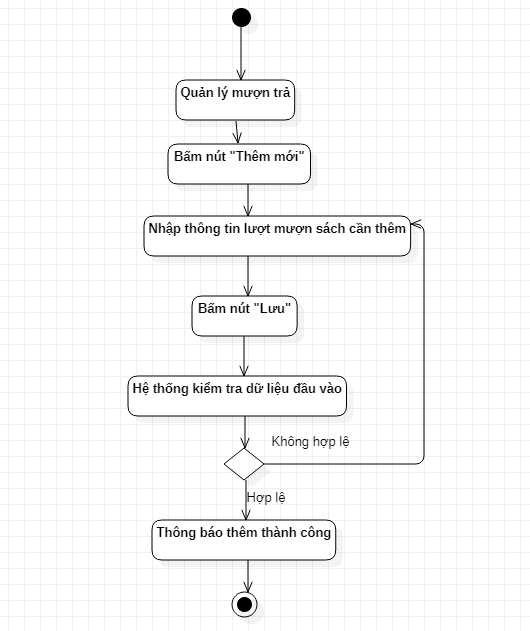 Quản lý mượn trả
Bấm nút "Thêm mới"
Nhập thông tin lượt mượn sách cần thêm
Bấm nút "Lưu"
Hệ thống kiểm tra dữ liệu đầu vào
Không hợp lệ
Hợp lệ
Thông báo thêm thành công